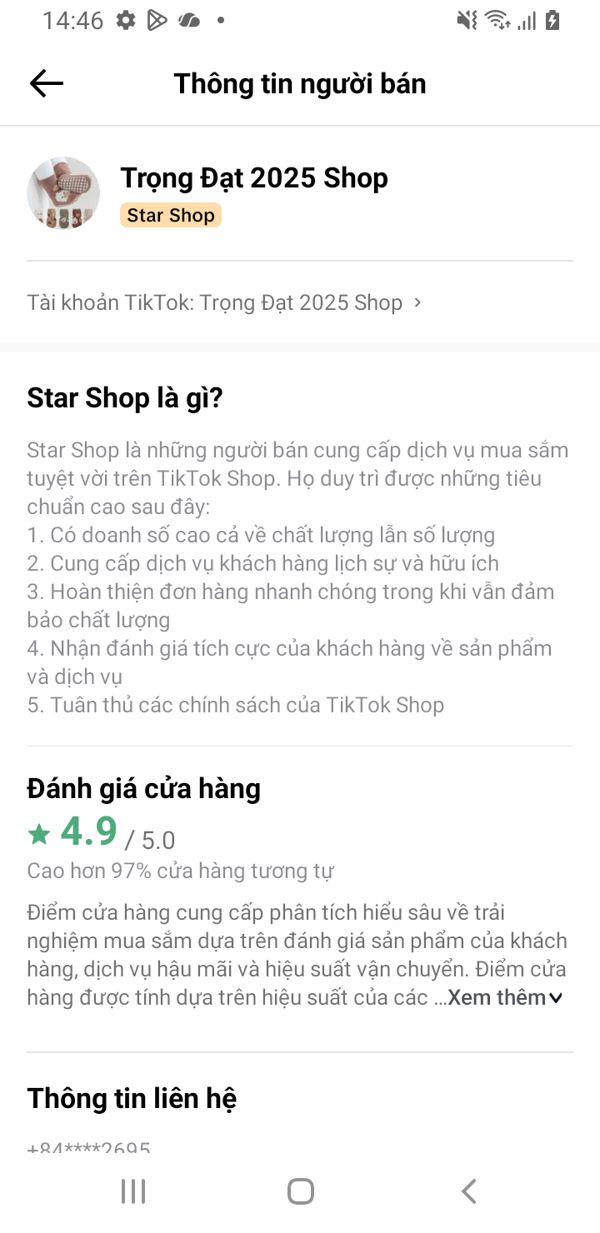 14:46
Thông tin người bán
Trọng Đạt 2025 Shop
Star Shop
Tài khoản TikTok: Trọng Đạt 2025 Shop >
Star Shop là gì?
Star Shop là những người bán cung cấp dịch vụ mua sắm
tuyệt vời trên TikTok Shop. Họ duy trì được những tiêu
chuẩn cao sau đây:
1. Có doanh số cao cả về chất lượng lẫn số lượng
2. Cung cấp dịch vụ khách hàng lịch sự và hữu ích
3. Hoàn thiện đơn hàng nhanh chóng trong khi vẫn đảm
bảo chất lượng
4. Nhận đánh giá tích cực của khách hàng về sản phẩm
và dịch vụ
5. Tuân thủ các chính sách của TikTok Shop
Đánh giá cửa hàng
4.9 / 5.0
Cao hơn 97% cửa hàng tương tự
Điểm cửa hàng cung cấp phân tích hiểu sâu về trải
nghiệm mua sắm dựa trên đánh giá sản phẩm của khách
hàng, dịch vụ hậu mãi và hiệu suất vận chuyển. Điểm cửa
hàng được tính dựa trên hiệu suất của các ...Xem thêm
Thông tin liên hệ
+84****2695